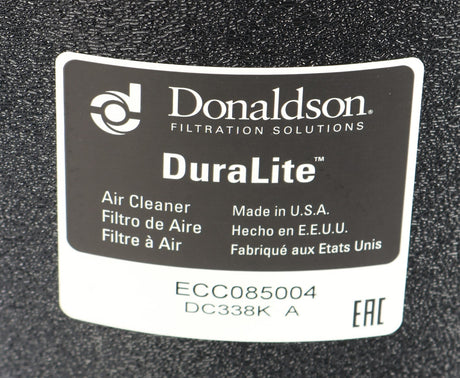 Donaldson®
FILTRATION SOLUTIONS
DuraLite™
Air Cleaner
Filtro de Aire
Filtre à Air
Made in U.S.A.
Hecho en E.E.U.U.
Fabriqué aux Etats Unis
ECC085004
DC338K A
EAC